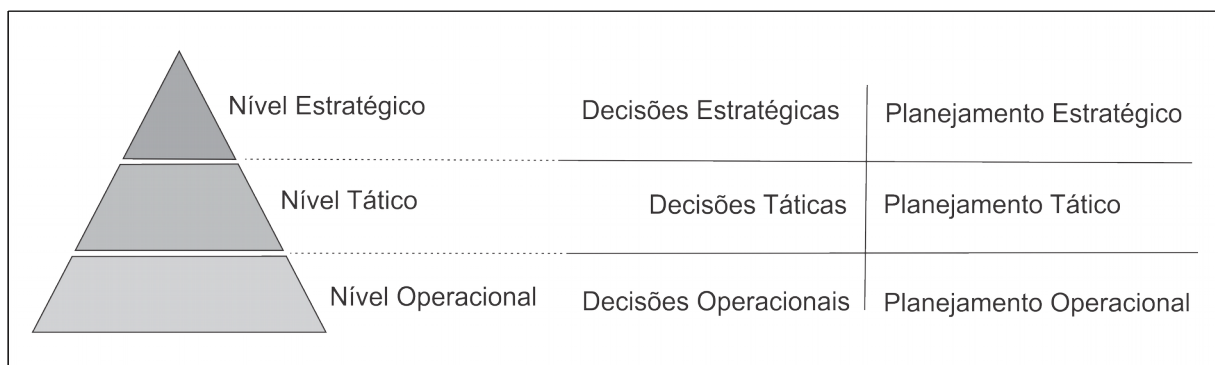 Nível Estratégico Decisões Estratégicas Planejamento Estratégico
Nível Tático Decisões Táticas Planejamento Tático
Nível Operacional Decisões Operacionais Planejamento Operacional